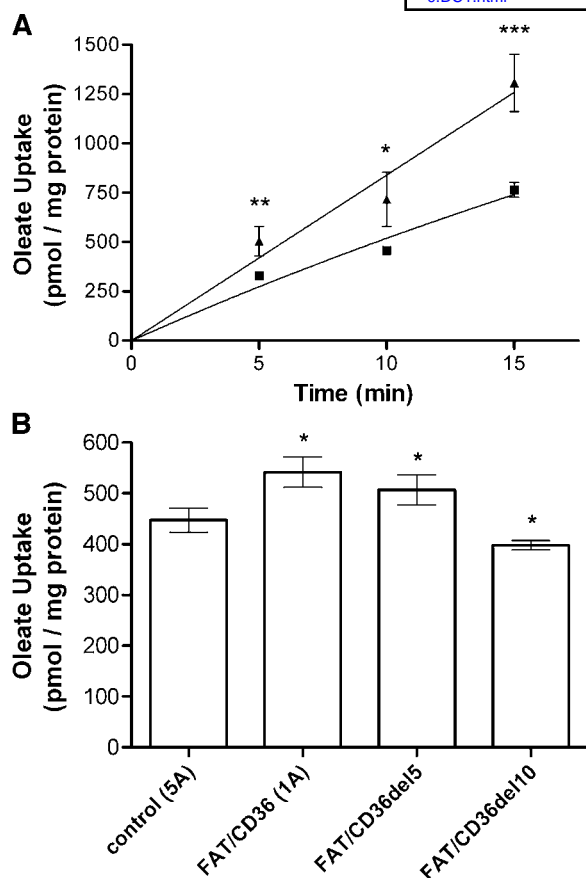 A
***
1500
1250
1000
750
500
250
0
Oleate Uptake
(pmol / mg protein)
**
*
0 5 10 15
Time (min)
B
600
500
400
300
200
100
0
Oleate Uptake
(pmol / mg protein)
*
*
*
control (5A)
FAT/CD36 (1A)
FAT/CD36del5
FAT/CD36del10